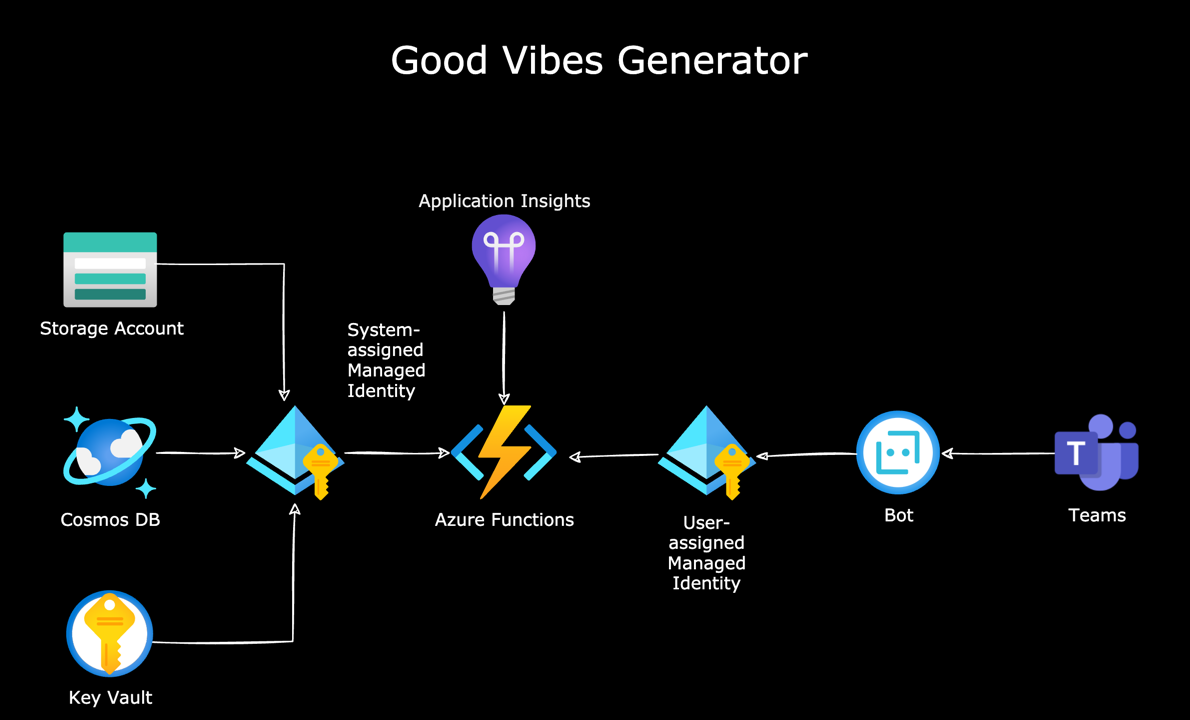 Good Vibes Generator
Application Insights
Storage Account
System-
assigned
Managed
Identity
Cosmos DB
Azure Functions
User-
assigned
Managed
Identity
Bot
T
Teams
Key Vault